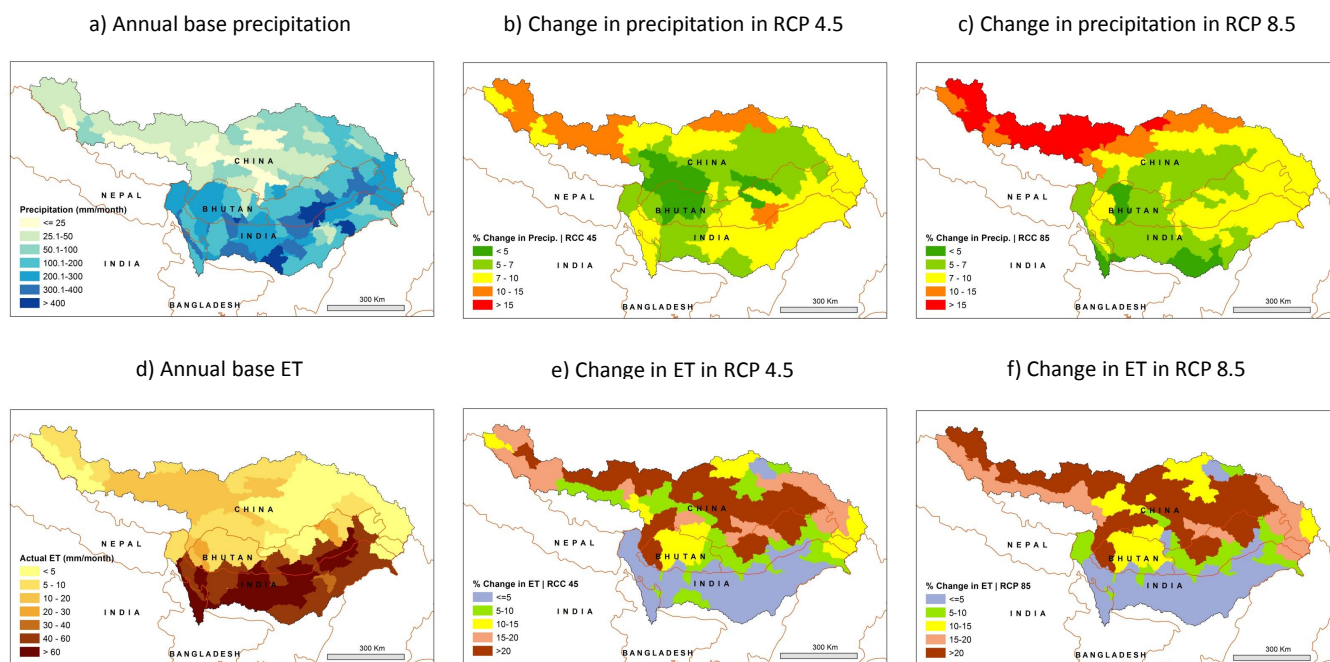 a) Annual base precipitation
b) Change in precipitation in RCP 4.5
c) Change in precipitation in RCP 8.5
CHINA
NEPAL
BHUTAN
INDIA
INDIA
BANGLADESH
Precipitation (mm/month)
<= 25
25.1-50
50.1-100
100.1-200
200.1-300
300.1-400
> 400
300 Km
CHINA
NEPAL
BHUTAN
INDIA
INDIA
BANGLADESH
% Change in Precip. | RCC 45
< 5
5 - 7
7 - 10
10 - 15
> 15
300 Km
CHINA
NEPAL
BHUTAN
INDIA
INDIA
BANGLADESH
% Change in Precip. | RCC 85
< 5
5 - 7
7 - 10
10 - 15
> 15
300 Km
d) Annual base ET
e) Change in ET in RCP 4.5
f) Change in ET in RCP 8.5
CHINA
NEPAL
BHUTAN
INDIA
INDIA
BANGLADESH
Actual ET (mm/month)
< 5
5 - 10
10 - 20
20 - 30
30 - 40
40 - 60
> 60
300 Km
CHINA
NEPAL
BHUTAN
INDIA
INDIA
BANGLADESH
% Change in ET | RCC 45
<=5
5-10
10-15
15-20
>20
300 Km
CHINA
NEPAL
BHUTAN
INDIA
INDIA
BANGLADESH
% Change in ET | RCP 85
<=5
5-10
10-15
15-20
>20
300 Km